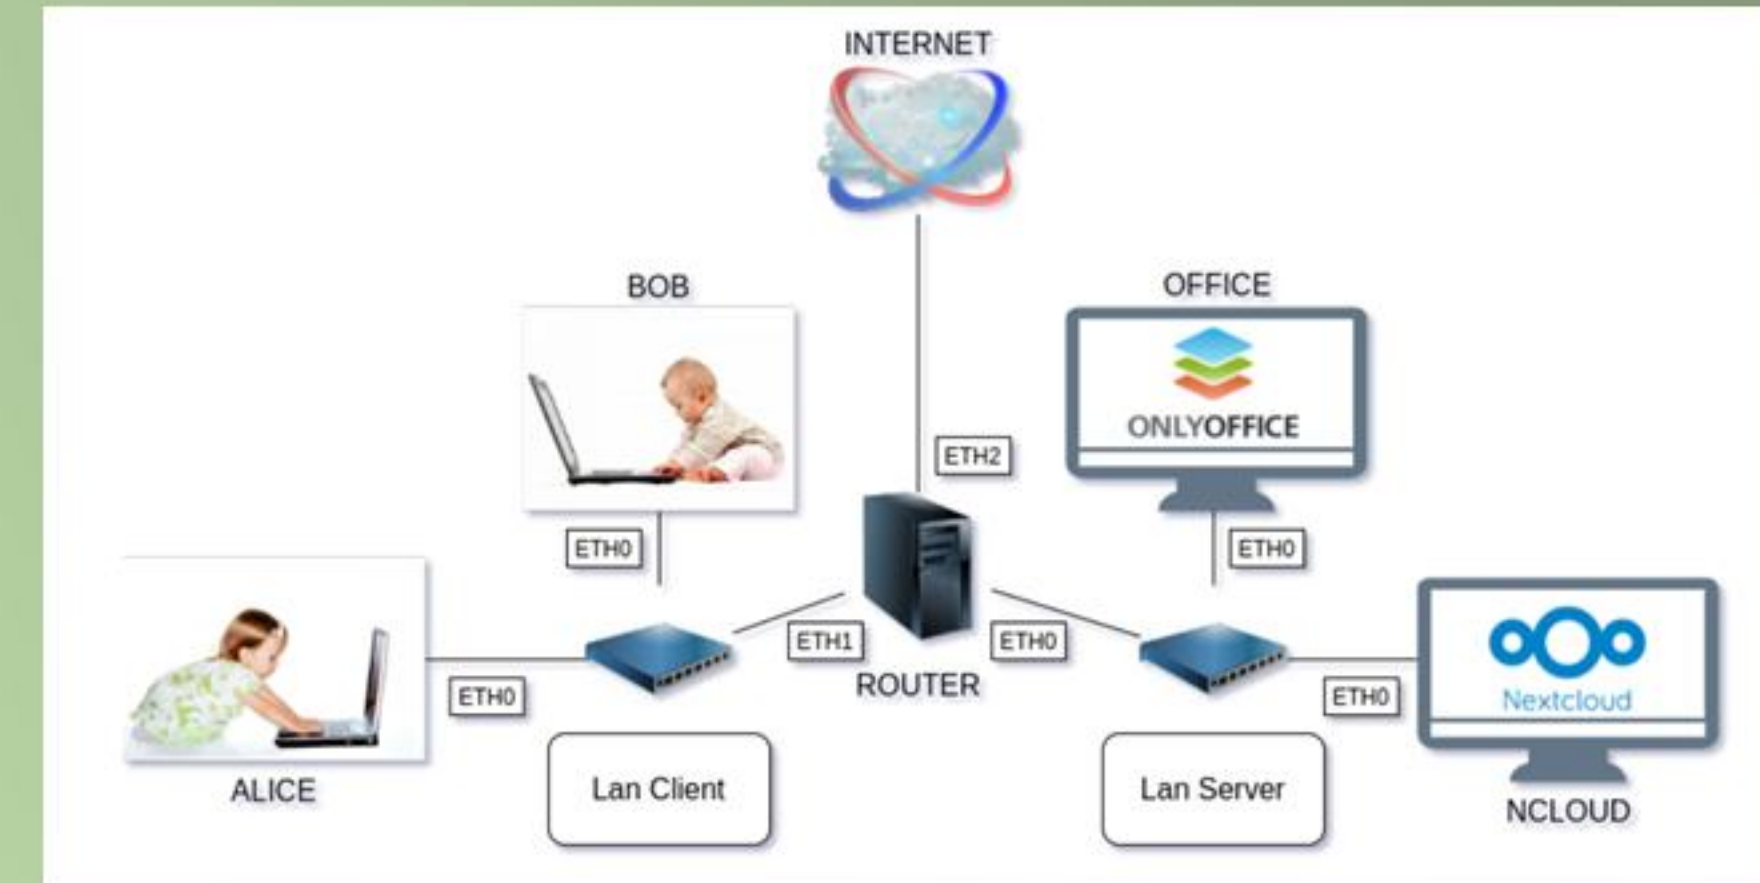 INTERNET
BOB
OFFICE
ONLYOFFICE
ETH2
ETH0
ETH0
ETH1
ETH0
ROUTER
ETH0
ETH0
Nextcloud
ALICE
Lan Client
Lan Server
NCLOUD